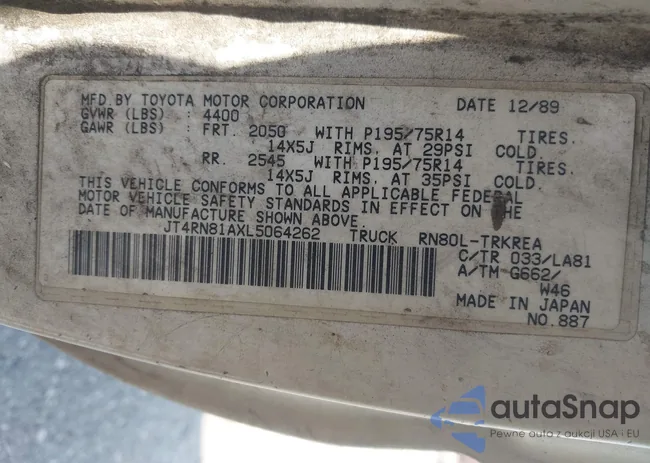 MFD. BY TOYOTA MOTOR CORPORATION DATE 12/89
GVWR (LBS) : 4400
GAWR (LBS) : FRT. 2050 WITH P195/75R14 TIRES.
14X5J RIMS, AT 29PSI COLD.
RR. 2545 WITH P195/75R14 TIRES.
14X5J RIMS, AT 35PSI COLD.
THIS VEHICLE CONFORMS TO ALL APPLICABLE FEDERAL
MOTOR VEHICLE SAFETY STANDARDS IN EFFECT ON THE
DATE OF MANUFACTURE SHOWN ABOVE
JT4RN81AXL5064262 TRUCK RN80L-TRKREA
C/TR 033/LA81
A/TM G662/
W46
MADE IN JAPAN
NO.887
autaSnap
Pewne auta z aukcji USA i EU